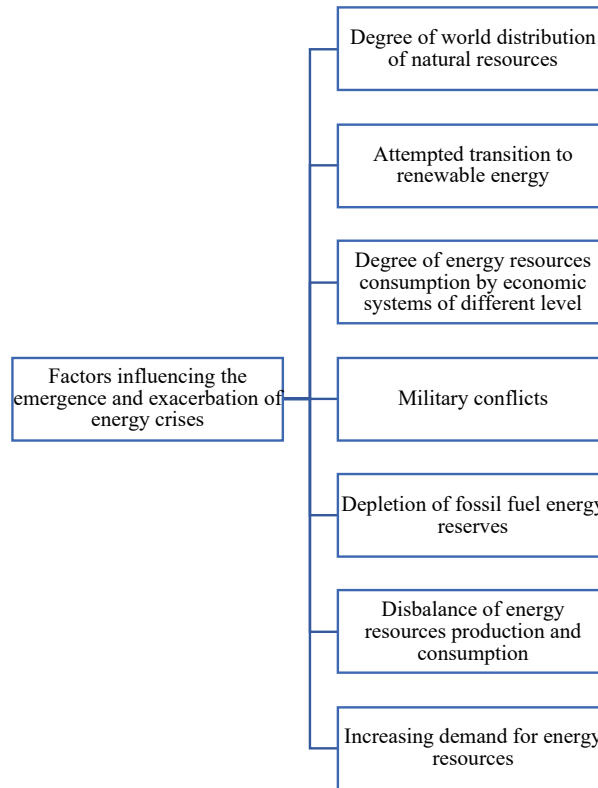 Degree of world distribution
of natural resources
Attempted transition to
renewable energy
Degree of energy resources
consumption by economic
systems of different level
Factors influencing the
emergence and exacerbation of
energy crises
Military conflicts
Depletion of fossil fuel energy
reserves
Disbalance of energy
resources production and
consumption
Increasing demand for energy
resources